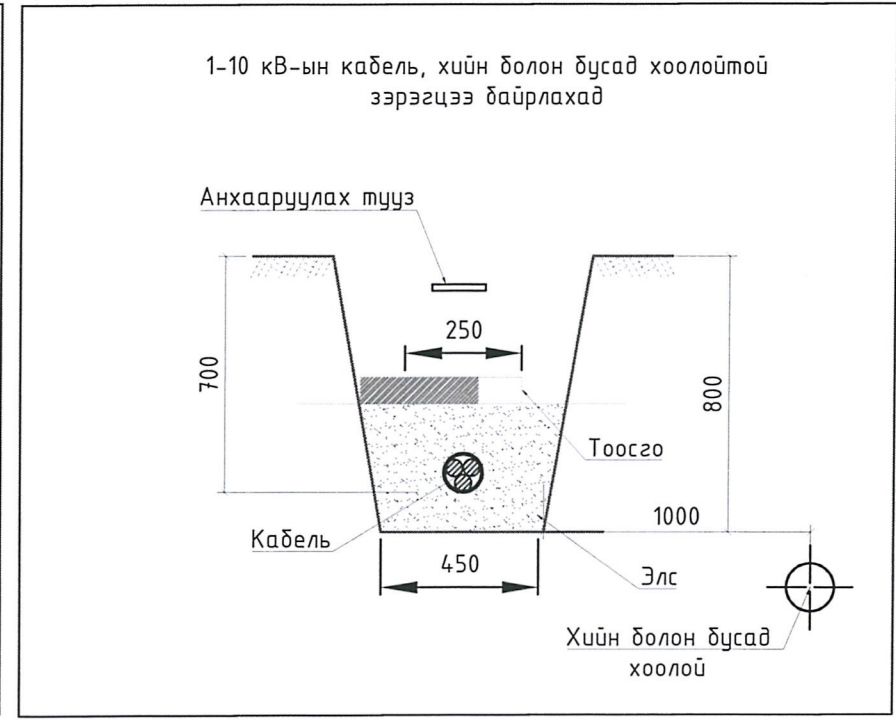 1-10 кВ-ын кабель, хийн болон бусад хоолойтой
зэрэгцээ байрлахад
Анхааруулах тууз
250
700
800
Тоосго
1000
Кабель
450
Элс
Хийн болон бусад
хоолой